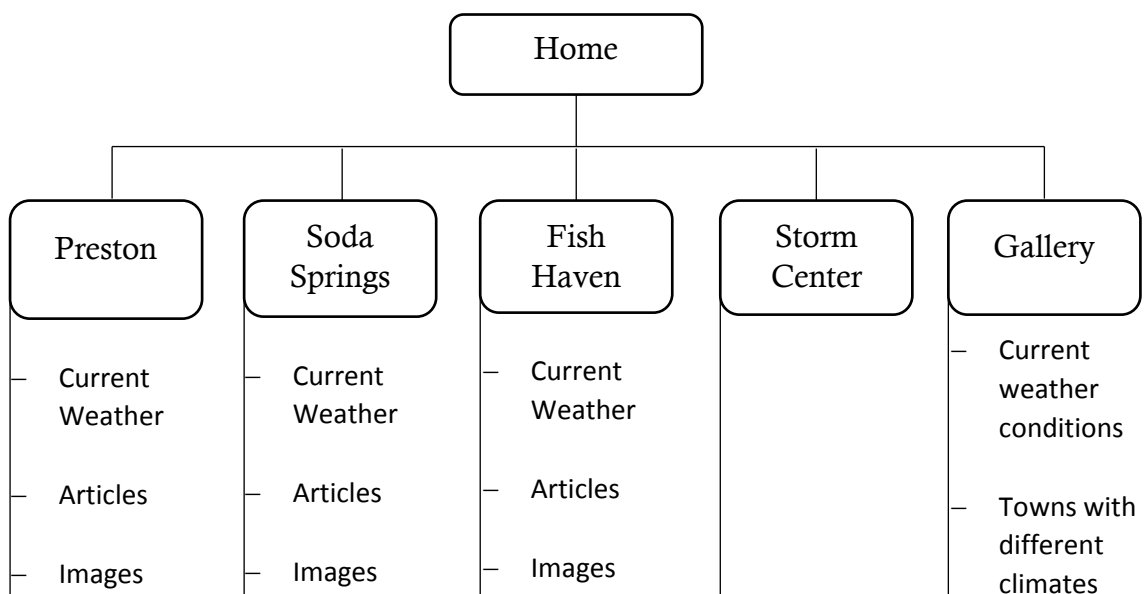 Home
Preston
Soda
Springs
Fish
Haven
Storm
Center
Gallery
Current
Weather
Articles
Images
Current
Weather
Articles
Images
Current
Weather
Articles
Images
Current
weather
conditions
Towns with
different
climates